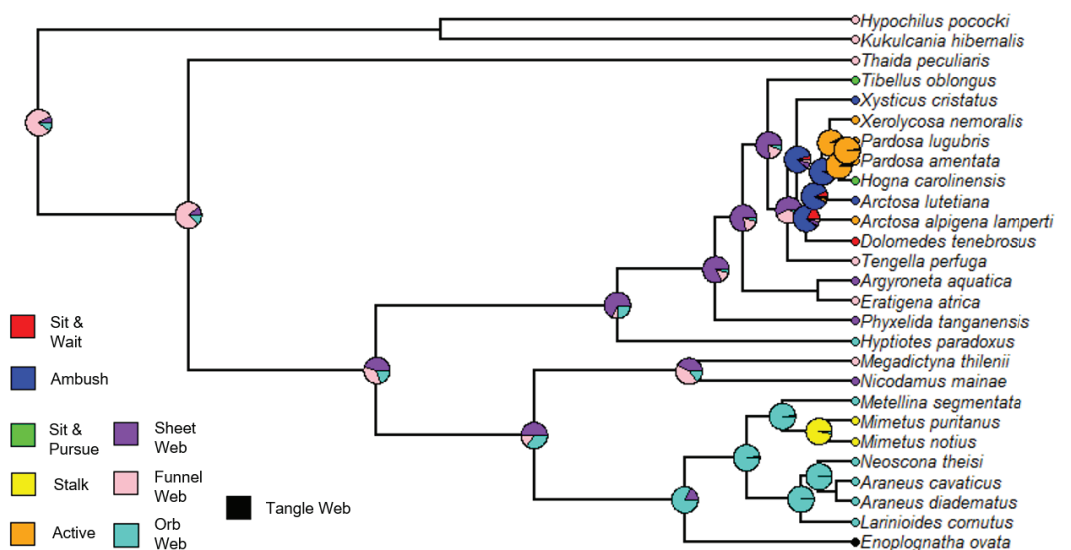 Hypochilus pococki
Kukulcania hibernalis
Thaida peculiaris
Tibellus oblongus
Xysticus cristatus
Xerolycosa nemoralis
Pardosa lugubris
Pardosa amentata
Hogna carolinensis
Arctosa lutetiana
Arctosa alpigena lamperti
Dolomedes tenebrosus
Tengella perfuga
Argyroneta aquatica
Eratigena atrica
Phyxelida tanganensis
Hyptiotes paradoxus
Megadictyna thilenii
Nicodamus mainae
Metellina segmentata
Mimetus puritanus
Mimetus notius
Neoscona theisi
Araneus cavaticus
Araneus diadematus
Larinioides cornutus
Enoplognatha ovata
Sit &
Wait
Ambush
Sit &
Pursue
Stalk
Active
Sheet
Web
Funnel
Web
Orb
Web
Tangle Web